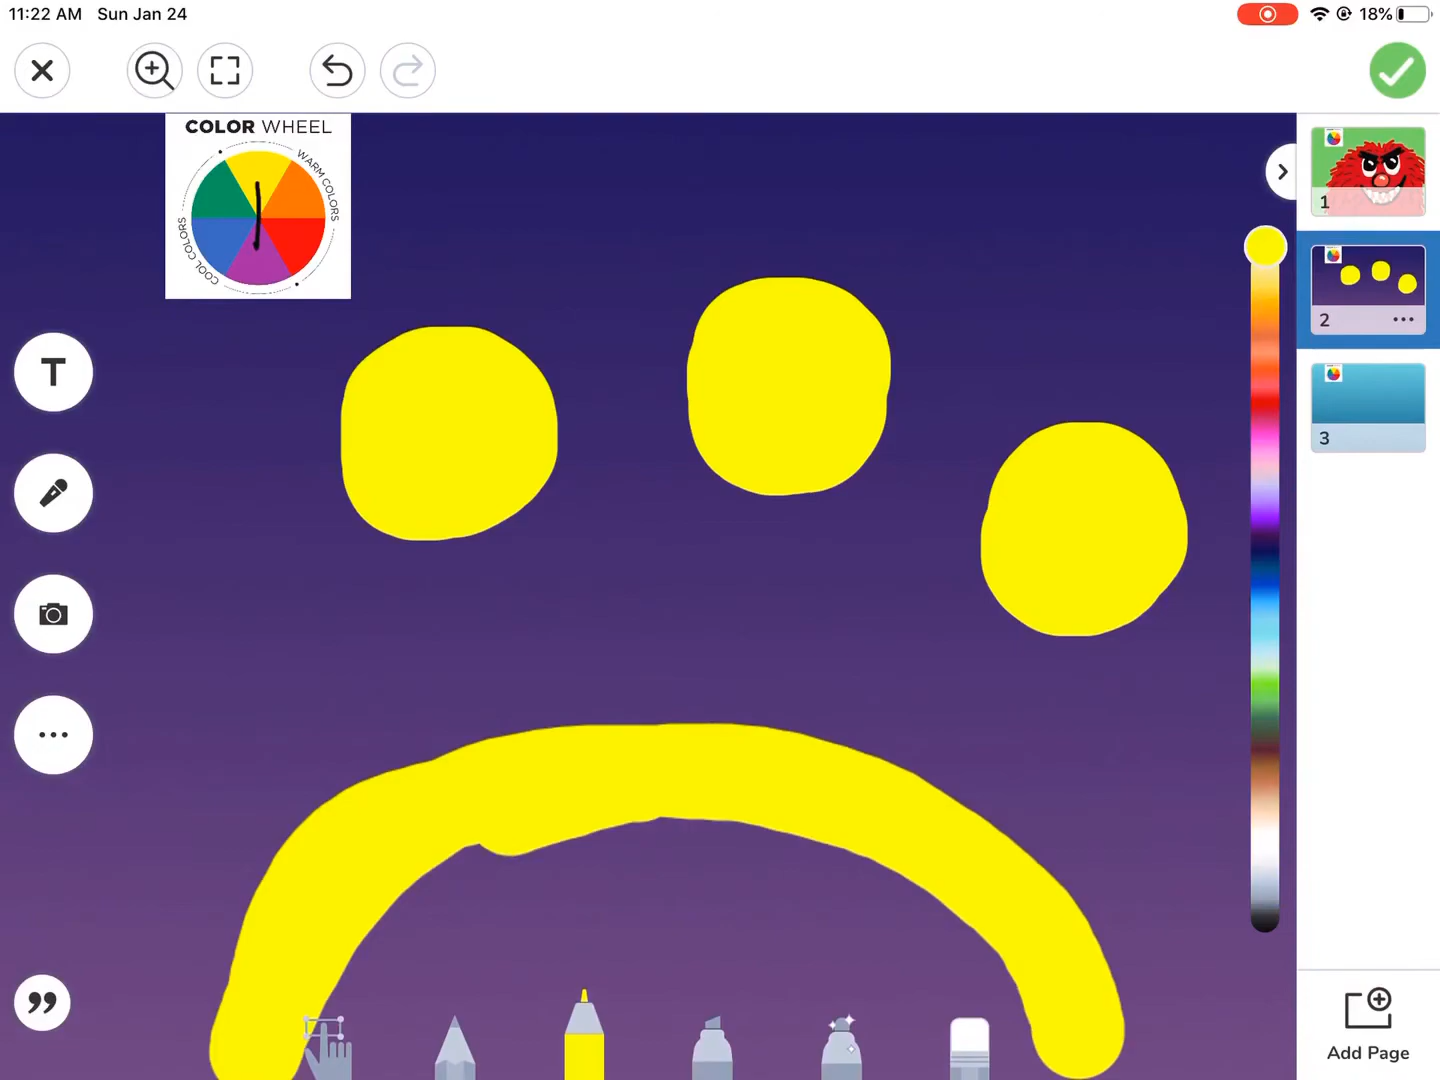 11:22 AM Sun Jan 24
18%
COLOR WHEEL
WARM COLORS
COOL COLORS
1
T
2
3
Add Page